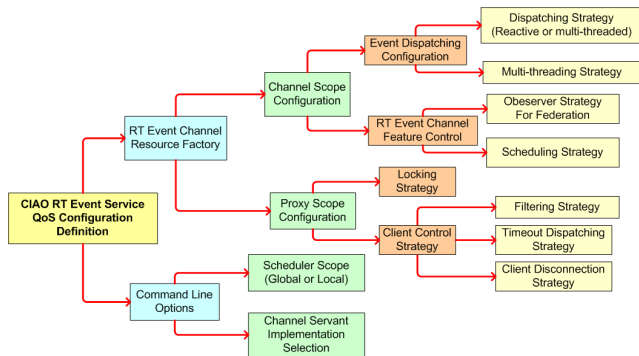 Dispatching Strategy
(Reactive or multi-threaded)
Event Dispatching
Configuration
Multi-threading Strategy
Channel Scope
Configuration
Obeserver Strategy
For Federation
RT Event Channel
Resource Factory
RT Event Channel
Feature Control
Scheduling Strategy
Locking
Strategy
CIAO RT Event Service
QoS Configuration
Definition
Proxy Scope
Configuration
Filtering Strategy
Client Control
Strategy
Timeout Dispatching
Strategy
Scheduler Scope
(Global or Local)
Client Disconnection
Strategy
Command Line
Options
Channel Servant
Implementation
Selection